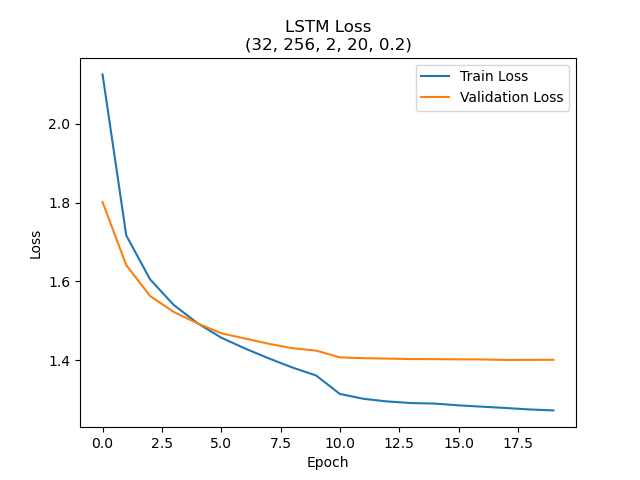 LSTM Loss
(32, 256, 2, 20, 0.2)
Train Loss
Validation Loss
2.0
1.8
1.6
1.4
Loss
0.0 2.5 5.0 7.5 10.0 12.5 15.0 17.5
Epoch